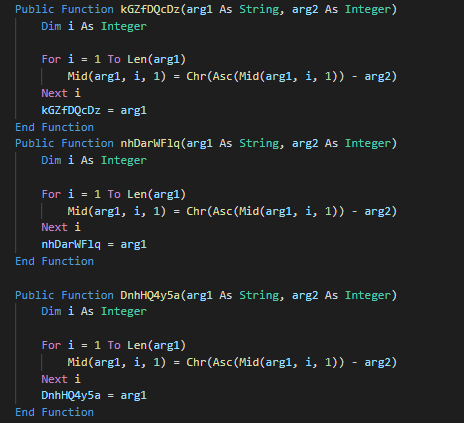 Public Function kGZfDQcDz(arg1 As String, arg2 As Integer)
    Dim i As Integer

    For i = 1 To Len(arg1)
        Mid(arg1, i, 1) = Chr(Asc(Mid(arg1, i, 1)) - arg2)
    Next i
    kGZfDQcDz = arg1
End Function
Public Function nhDarWFlq(arg1 As String, arg2 As Integer)
    Dim i As Integer

    For i = 1 To Len(arg1)
        Mid(arg1, i, 1) = Chr(Asc(Mid(arg1, i, 1)) - arg2)
    Next i
    nhDarWFlq = arg1
End Function

Public Function DnhHQ4y5a(arg1 As String, arg2 As Integer)
    Dim i As Integer

    For i = 1 To Len(arg1)
        Mid(arg1, i, 1) = Chr(Asc(Mid(arg1, i, 1)) - arg2)
    Next i
    DnhHQ4y5a = arg1
End Function